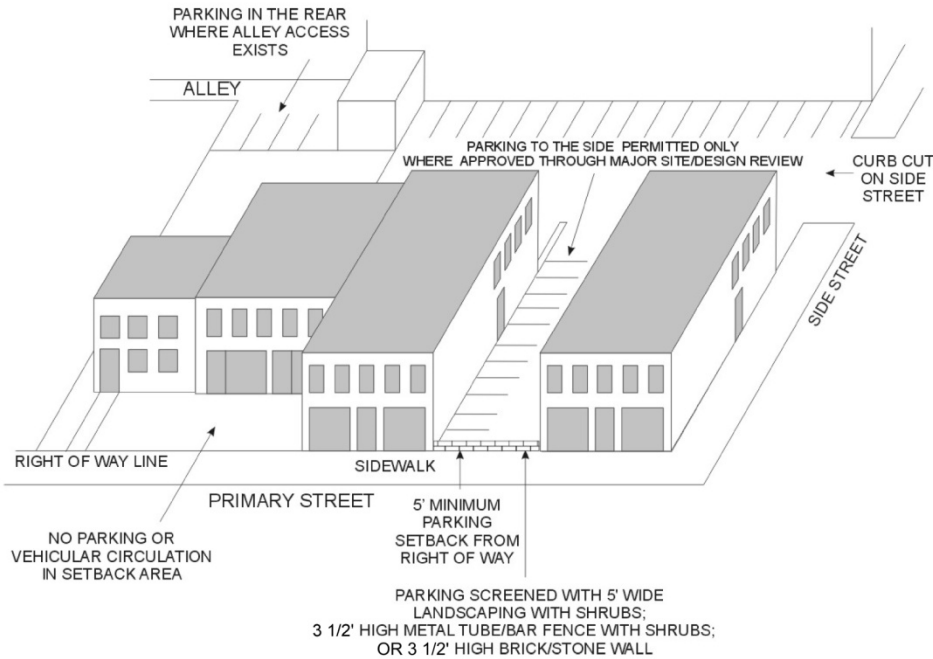 PARKING IN THE REAR
WHERE ALLEY ACCESS
EXISTS
ALLEY
PARKING TO THE SIDE PERMITTED ONLY
WHERE APPROVED THROUGH MAJOR SITE/DESIGN REVIEW
CURB CUT
ON SIDE
STREET
SIDE STREET
RIGHT OF WAY LINE
SIDEWALK
PRIMARY STREET
5' MINIMUM
PARKING
SETBACK FROM
RIGHT OF WAY
NO PARKING OR
VEHICULAR CIRCULATION
IN SETBACK AREA
PARKING SCREENED WITH 5' WIDE
LANDSCAPING WITH SHRUBS;
3 1/2' HIGH METAL TUBE/BAR FENCE WITH SHRUBS;
OR 3 1/2' HIGH BRICK/STONE WALL